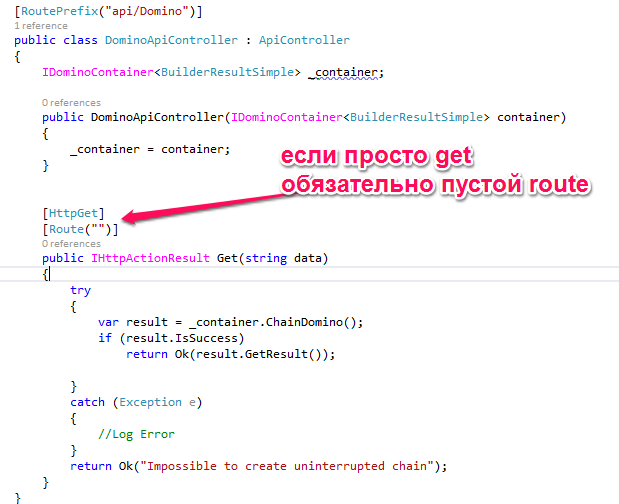 [RoutePrefix("api/Domino")]
1 reference
public class DominoApiController : ApiController
{
IDominoContainer<BuilderResultSimple> _container;
0 references
public DominoApiController(IDominoContainer<BuilderResultSimple> container)
{
_container = container;
}
если просто get
обязательно пустой route
[HttpGet]
[Route("")]
0 references
public IHttpActionResult Get(string data)
{
try
{
var result = _container.ChainDomino();
if (result.IsSuccess)
return Ok(result.GetResult());
}
catch (Exception e)
{
//Log Error
}
return Ok("Impossible to create uninterrupted chain");
}
}